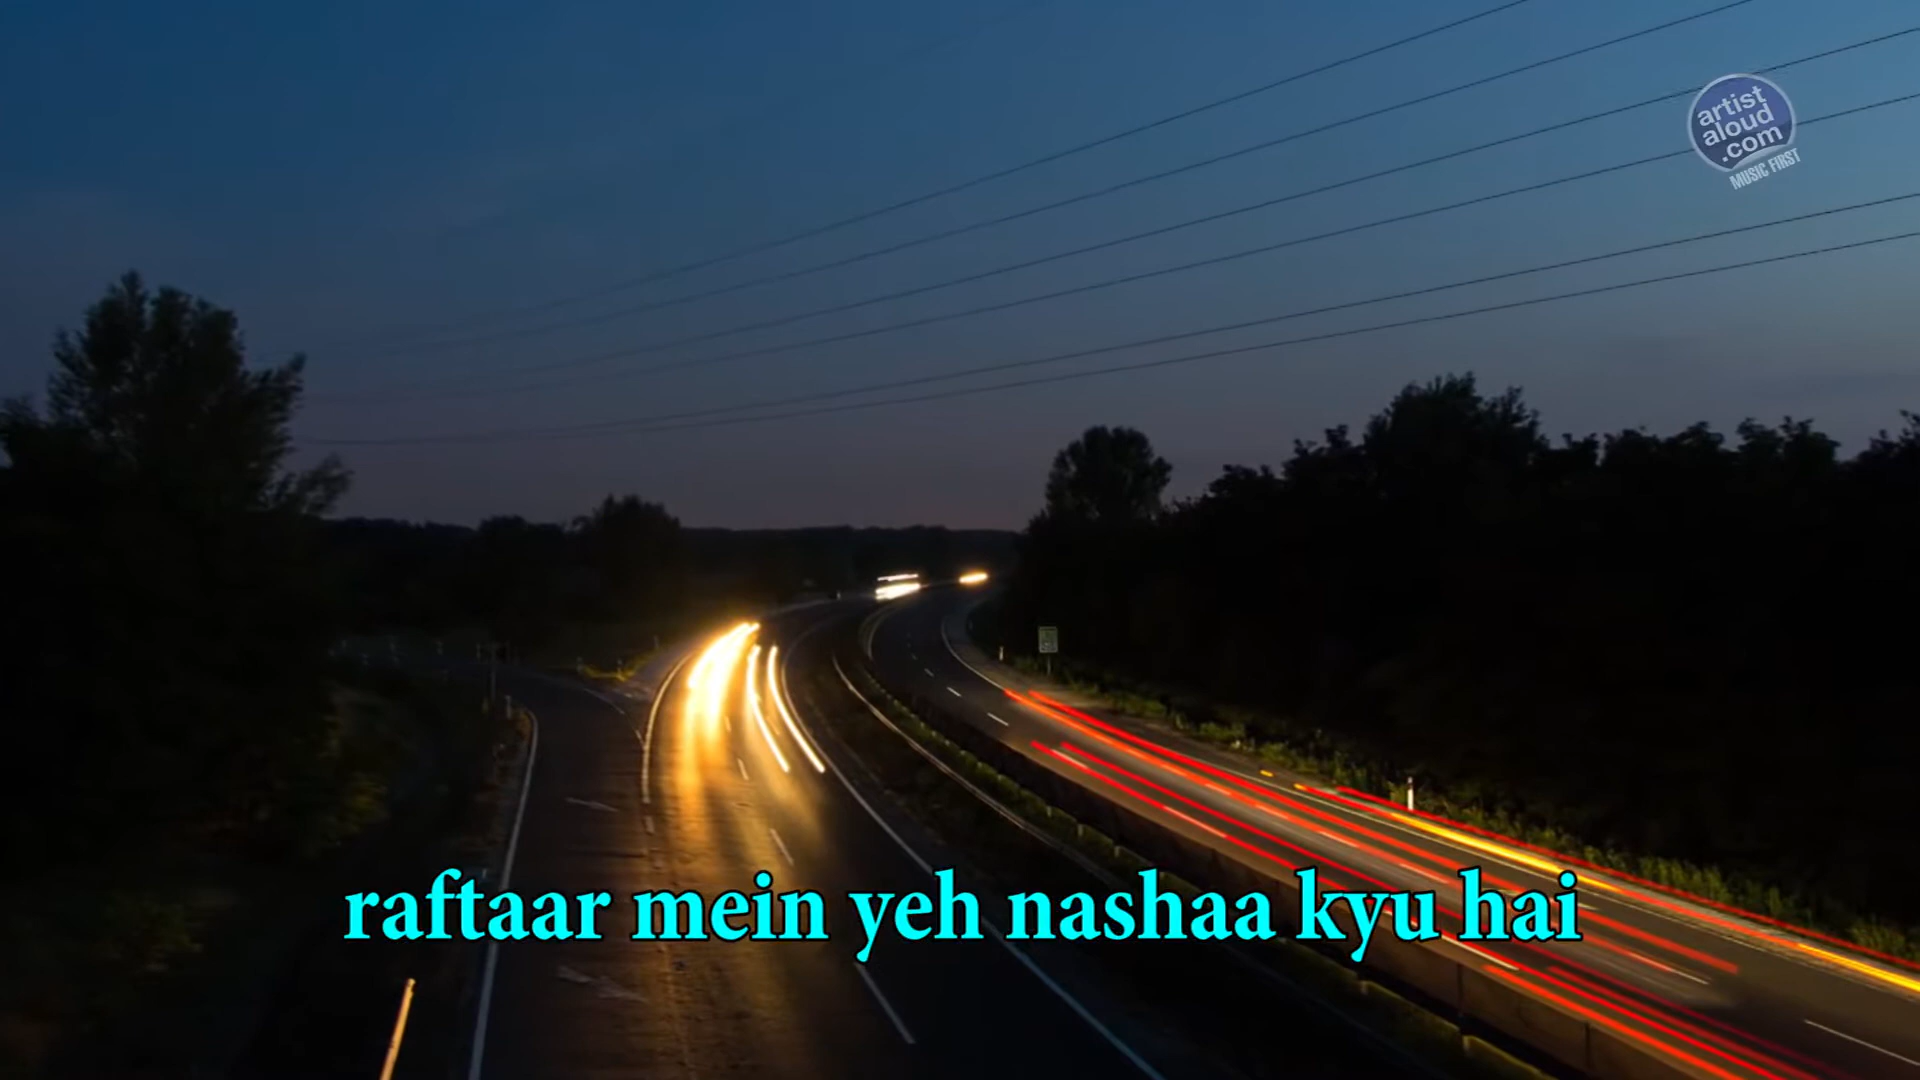 artist
aloud
.com
MUSIC FIRST
raftaar mein yeh nashaa kyu hai